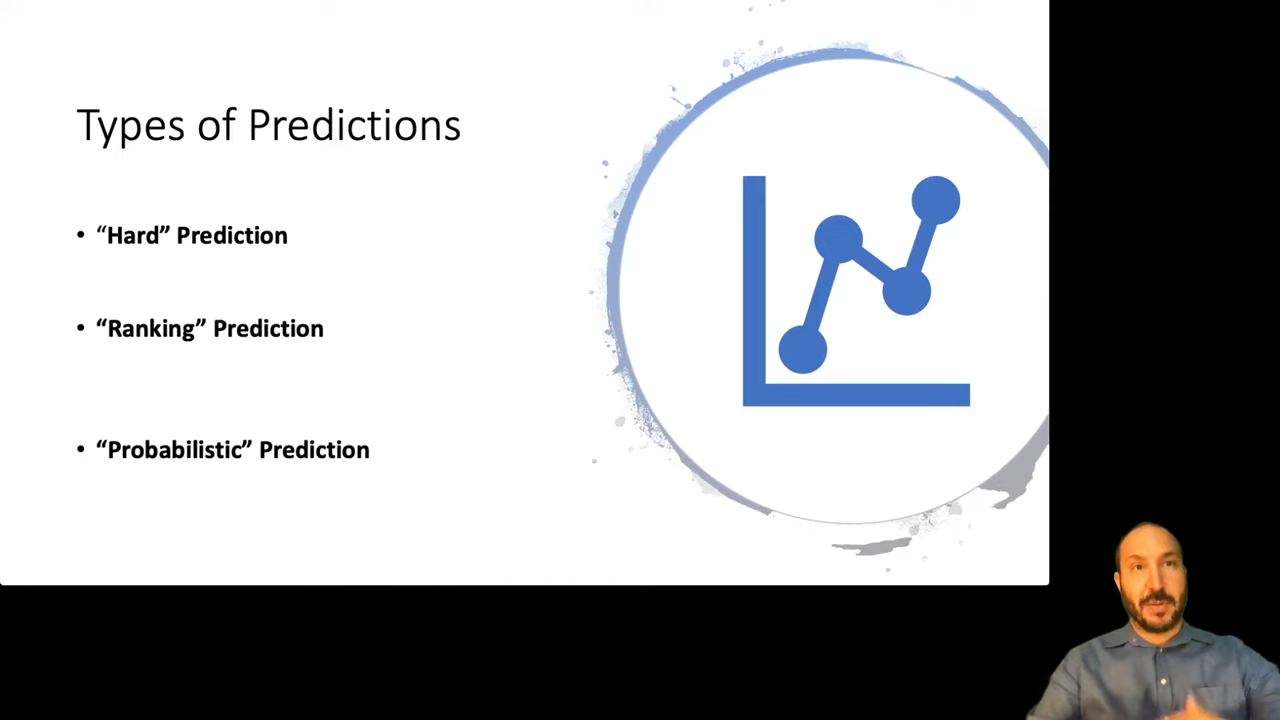 Types of Predictions
• “Hard” Prediction
• “Ranking” Prediction
• “Probabilistic” Prediction